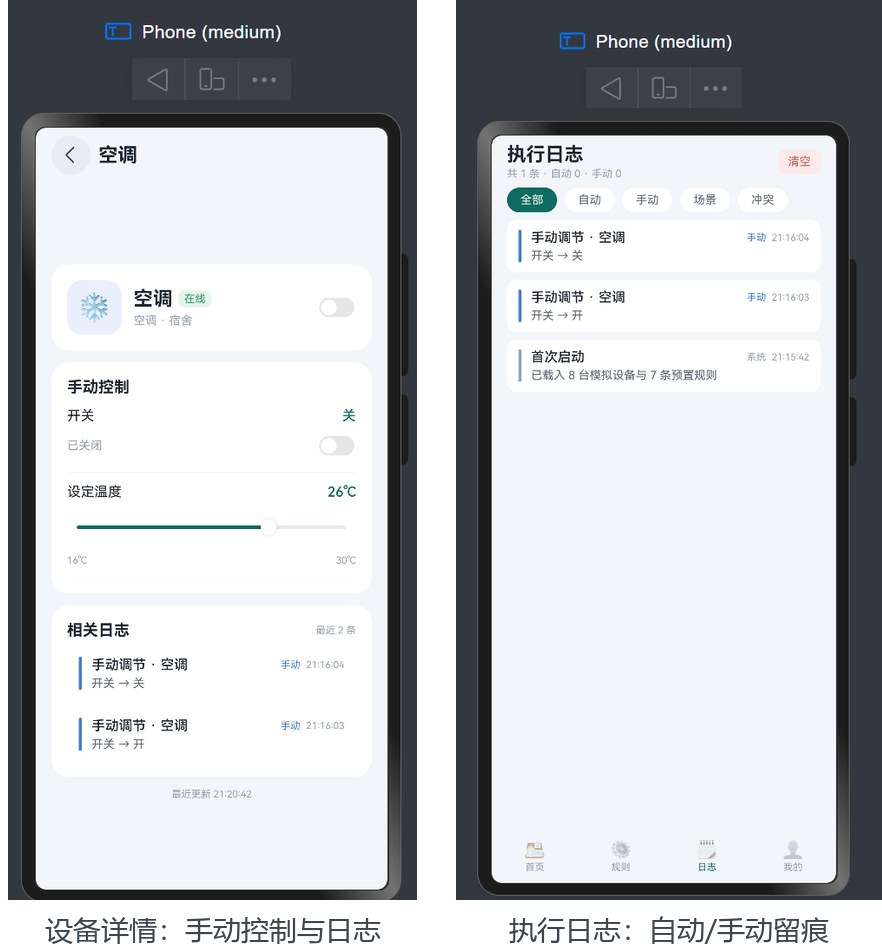 Phone (medium)
空调
空调 在线
空调 · 宿舍
手动控制
开关 关
已关闭
设定温度 26℃
16℃ 30℃
相关日志 最近 2 条
手动调节 · 空调 手动 21:16:04
开关 → 关
手动调节 · 空调 手动 21:16:03
开关 → 开
最近更新 21:20:42
设备详情：手动控制与日志
Phone (medium)
执行日志
共 1 条 · 自动 0 · 手动 0
清空
全部 自动 手动 场景 冲突
手动调节 · 空调 手动 21:16:04
开关 → 关
手动调节 · 空调 手动 21:16:03
开关 → 开
首次启动 系统 21:15:42
已载入 8 台模拟设备与 7 条预置规则
首页 规则 日志 我的
执行日志：自动/手动留痕